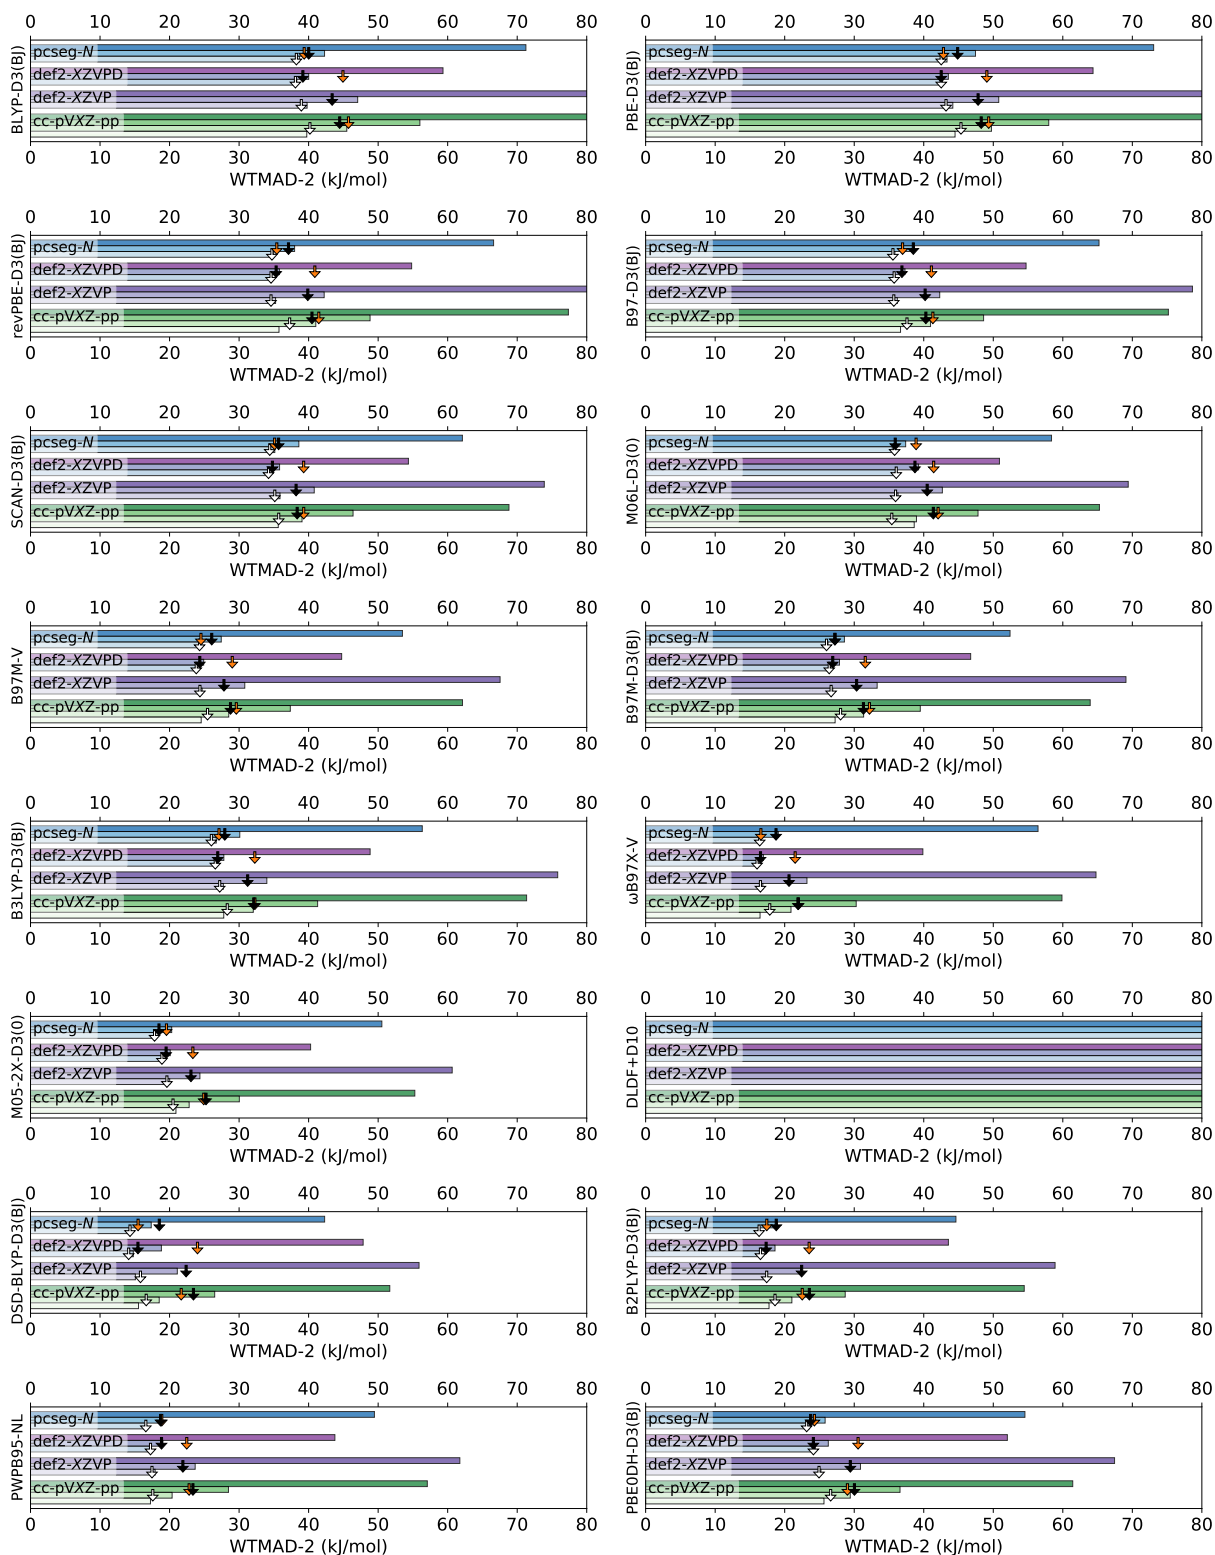 0 10 20 30 40 50 60 70 80
BLYP-D3(BJ)
pcseg-N
def2-XZVPD
def2-XZVP
cc-pVXZ-pp
0 10 20 30 40 50 60 70 80
WTMAD-2 (kJ/mol)
0 10 20 30 40 50 60 70 80
PBE-D3(BJ)
pcseg-N
def2-XZVPD
def2-XZVP
cc-pVXZ-pp
0 10 20 30 40 50 60 70 80
WTMAD-2 (kJ/mol)
0 10 20 30 40 50 60 70 80
revPBE-D3(BJ)
pcseg-N
def2-XZVPD
def2-XZVP
cc-pVXZ-pp
0 10 20 30 40 50 60 70 80
WTMAD-2 (kJ/mol)
0 10 20 30 40 50 60 70 80
B97-D3(BJ)
pcseg-N
def2-XZVPD
def2-XZVP
cc-pVXZ-pp
0 10 20 30 40 50 60 70 80
WTMAD-2 (kJ/mol)
0 10 20 30 40 50 60 70 80
SCAN-D3(BJ)
pcseg-N
def2-XZVPD
def2-XZVP
cc-pVXZ-pp
0 10 20 30 40 50 60 70 80
WTMAD-2 (kJ/mol)
0 10 20 30 40 50 60 70 80
M06L-D3(0)
pcseg-N
def2-XZVPD
def2-XZVP
cc-pVXZ-pp
0 10 20 30 40 50 60 70 80
WTMAD-2 (kJ/mol)
0 10 20 30 40 50 60 70 80
B97M-V
pcseg-N
def2-XZVPD
def2-XZVP
cc-pVXZ-pp
0 10 20 30 40 50 60 70 80
WTMAD-2 (kJ/mol)
0 10 20 30 40 50 60 70 80
B97M-D3(BJ)
pcseg-N
def2-XZVPD
def2-XZVP
cc-pVXZ-pp
0 10 20 30 40 50 60 70 80
WTMAD-2 (kJ/mol)
0 10 20 30 40 50 60 70 80
B3LYP-D3(BJ)
pcseg-N
def2-XZVPD
def2-XZVP
cc-pVXZ-pp
0 10 20 30 40 50 60 70 80
WTMAD-2 (kJ/mol)
0 10 20 30 40 50 60 70 80
ωB97X-V
pcseg-N
def2-XZVPD
def2-XZVP
cc-pVXZ-pp
0 10 20 30 40 50 60 70 80
WTMAD-2 (kJ/mol)
0 10 20 30 40 50 60 70 80
M05-2X-D3(0)
pcseg-N
def2-XZVPD
def2-XZVP
cc-pVXZ-pp
0 10 20 30 40 50 60 70 80
WTMAD-2 (kJ/mol)
0 10 20 30 40 50 60 70 80
DLDF+D10
pcseg-N
def2-XZVPD
def2-XZVP
cc-pVXZ-pp
0 10 20 30 40 50 60 70 80
WTMAD-2 (kJ/mol)
0 10 20 30 40 50 60 70 80
DSD-BLYP-D3(BJ)
pcseg-N
def2-XZVPD
def2-XZVP
cc-pVXZ-pp
0 10 20 30 40 50 60 70 80
WTMAD-2 (kJ/mol)
0 10 20 30 40 50 60 70 80
B2PLYP-D3(BJ)
pcseg-N
def2-XZVPD
def2-XZVP
cc-pVXZ-pp
0 10 20 30 40 50 60 70 80
WTMAD-2 (kJ/mol)
0 10 20 30 40 50 60 70 80
PWPB95-NL
pcseg-N
def2-XZVPD
def2-XZVP
cc-pVXZ-pp
0 10 20 30 40 50 60 70 80
WTMAD-2 (kJ/mol)
0 10 20 30 40 50 60 70 80
PBE0DH-D3(BJ)
pcseg-N
def2-XZVPD
def2-XZVP
cc-pVXZ-pp
0 10 20 30 40 50 60 70 80
WTMAD-2 (kJ/mol)